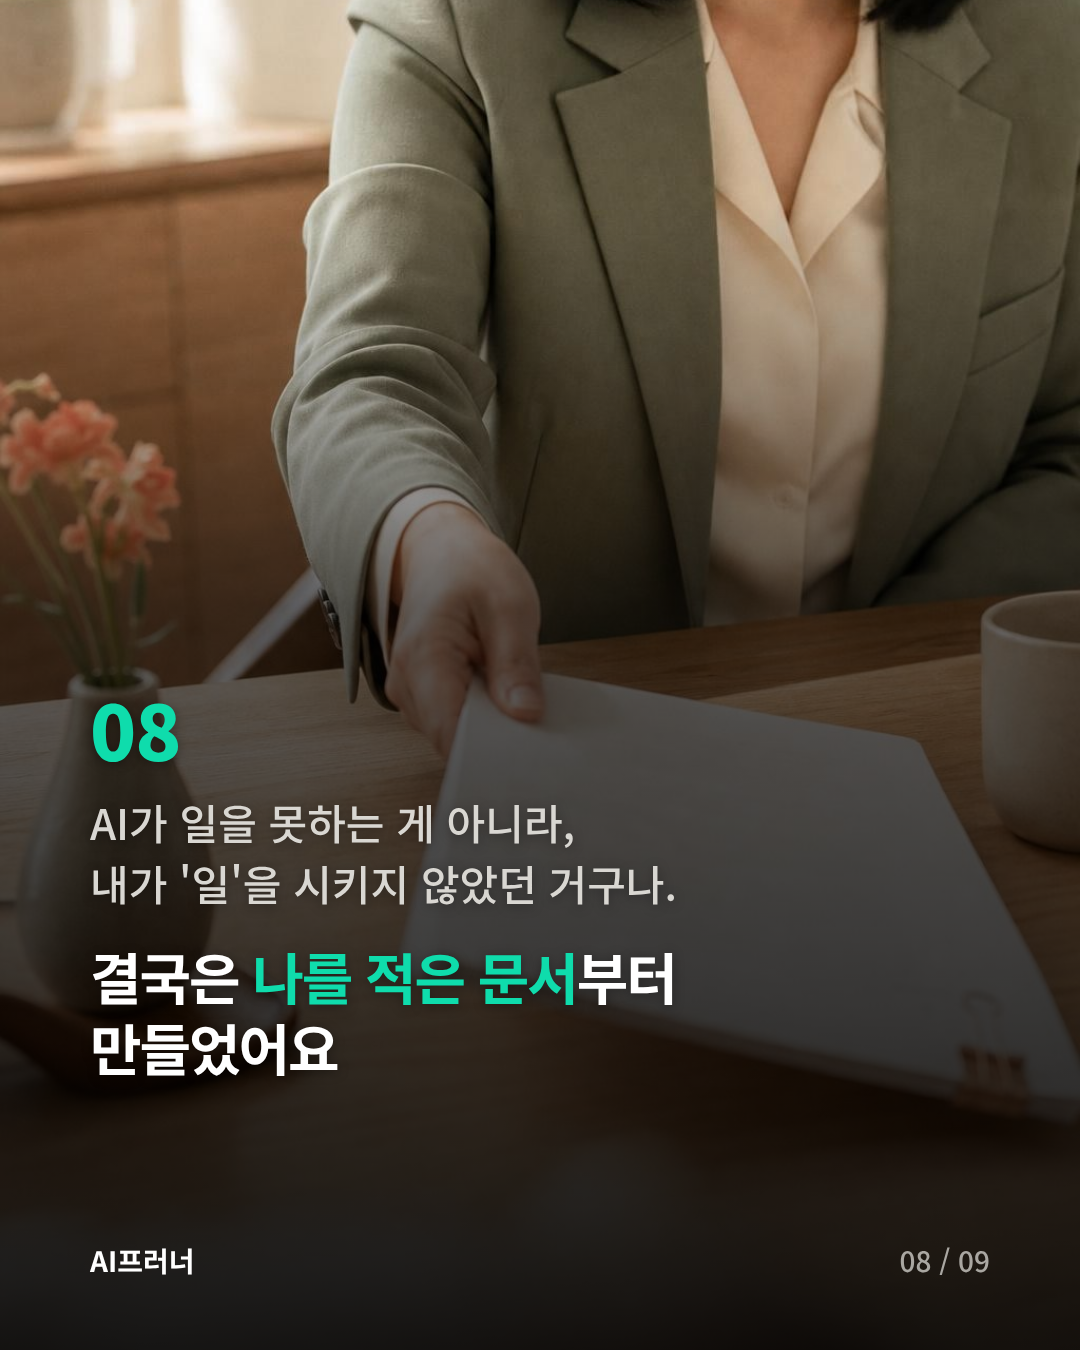 08
AI가 일을 못하는 게 아니라,
내가 '일'을 시키지 않았던 거구나.
결국은 나를 적은 문서부터
만들었어요
AI프러너
08 / 09